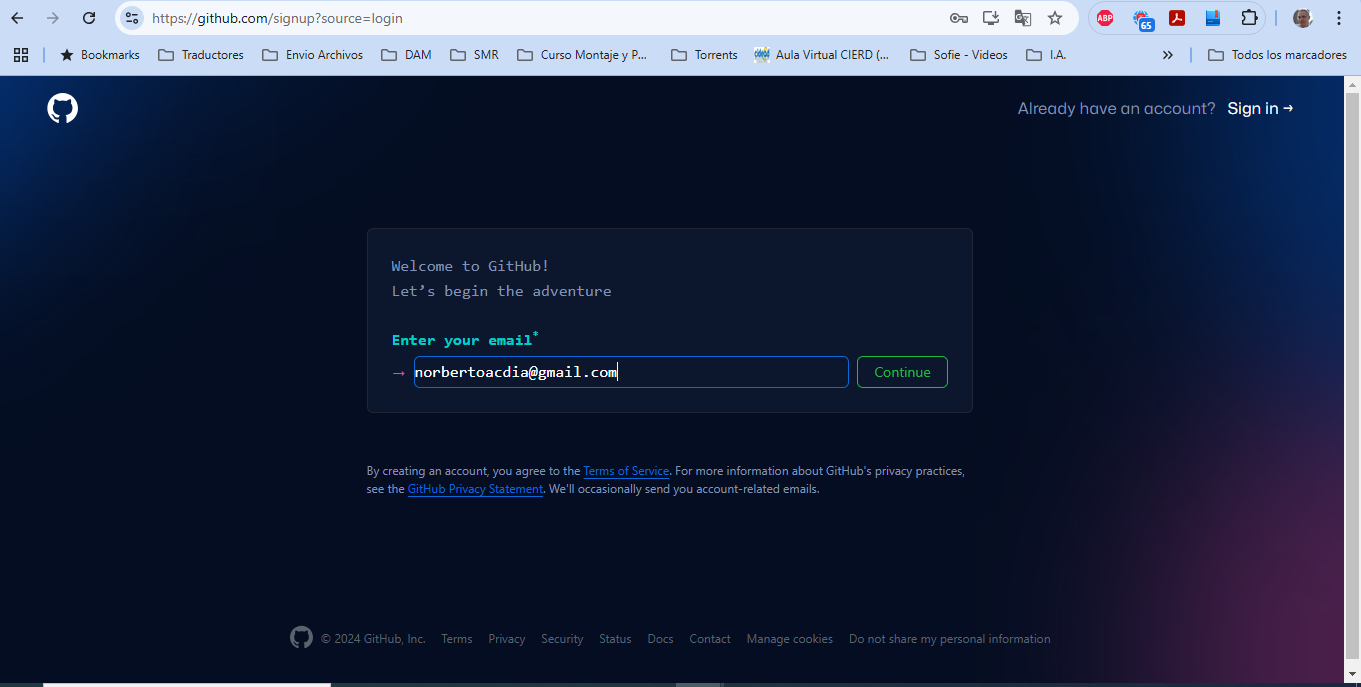 https://github.com/signup?source=login
ABP
65
Bookmarks Traductores Envio Archivos DAM SMR Curso Montaje y P... Torrents Aula Virtual CIERD (... Sofie - Videos I.A. » Todos los marcadores
Already have an account? Sign in →
Welcome to GitHub!
Let’s begin the adventure
Enter your email*
→ norbertoacdia@gmail.com Continue
By creating an account, you agree to the Terms of Service. For more information about GitHub's privacy practices,
see the GitHub Privacy Statement. We'll occasionally send you account-related emails.
© 2024 GitHub, Inc. Terms Privacy Security Status Docs Contact Manage cookies Do not share my personal information